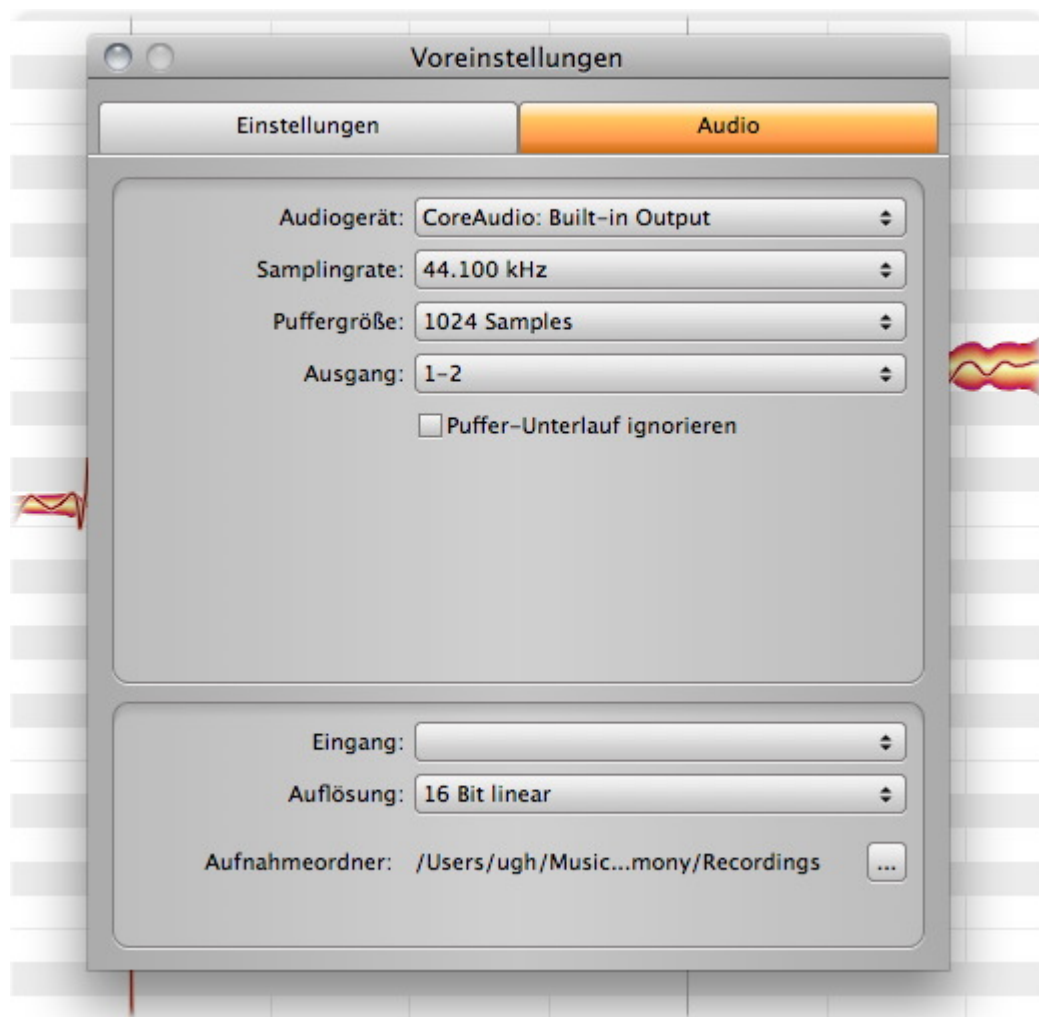 Voreinstellungen
Einstellungen
Audio
Audiogerät: CoreAudio: Built-in Output
Samplingrate: 44.100 kHz
Puffergröße: 1024 Samples
Ausgang: 1-2
Puffer-Unterlauf ignorieren
Eingang:
Auflösung: 16 Bit linear
Aufnahmeordner: /Users/ugh/Music...mony/Recordings ...